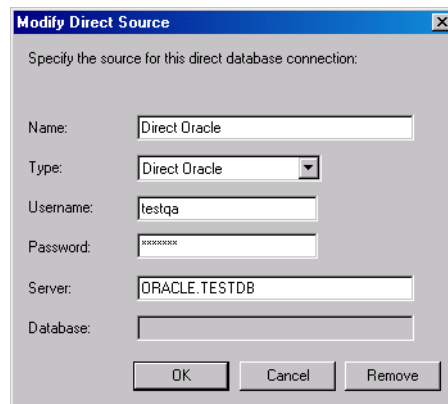 Modify Direct Source
Specify the source for this direct database connection:
Name: Direct Oracle
Type: Direct Oracle
Username: testqa
Password: *******
Server: ORACLE.TESTDB
Database:
OK Cancel Remove